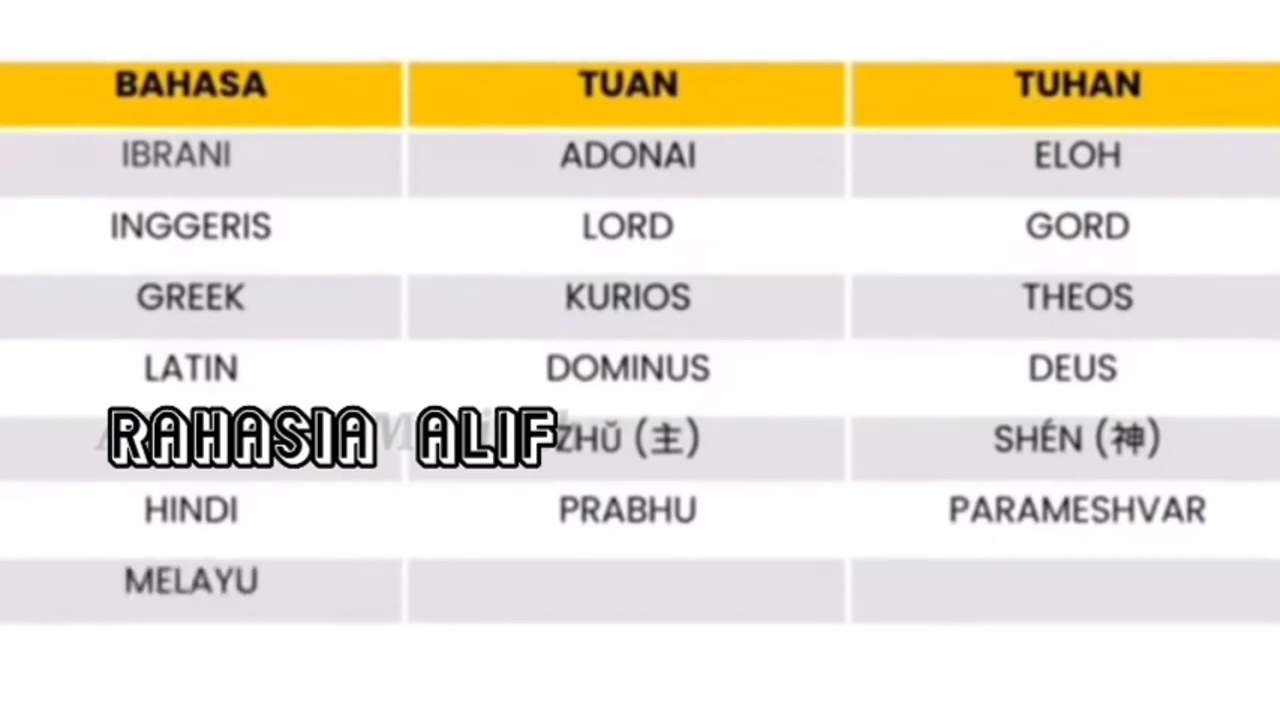 BAHASA TUAN TUHAN
IBRANI ADONAI ELOH
INGGERIS LORD GORD
GREEK KURIOS THEOS
LATIN DOMINUS DEUS
RAHASIA ALIF ZHǓ (主) SHÉN (神)
HINDI PRABHU PARAMESHVAR
MELAYU